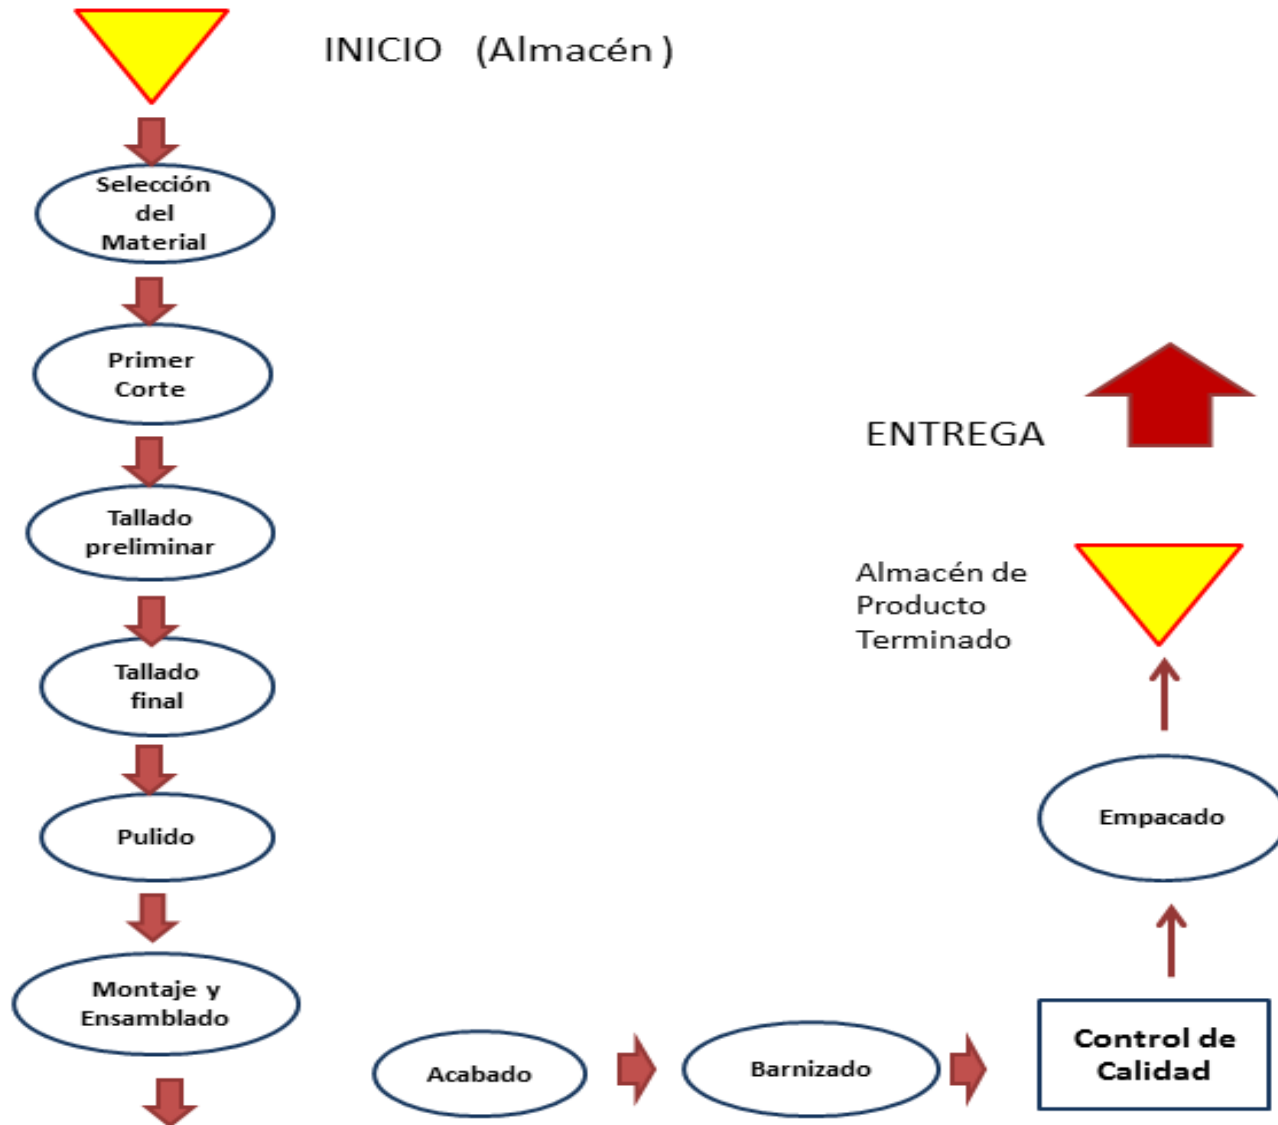 INICIO (Almacén )
Selección
del
Material
Primer
Corte
Tallado
preliminar
Tallado
final
Pulido
Montaje y
Ensamblado
Acabado
Barnizado
Control de
Calidad
Empacado
Almacén de
Producto
Terminado
ENTREGA